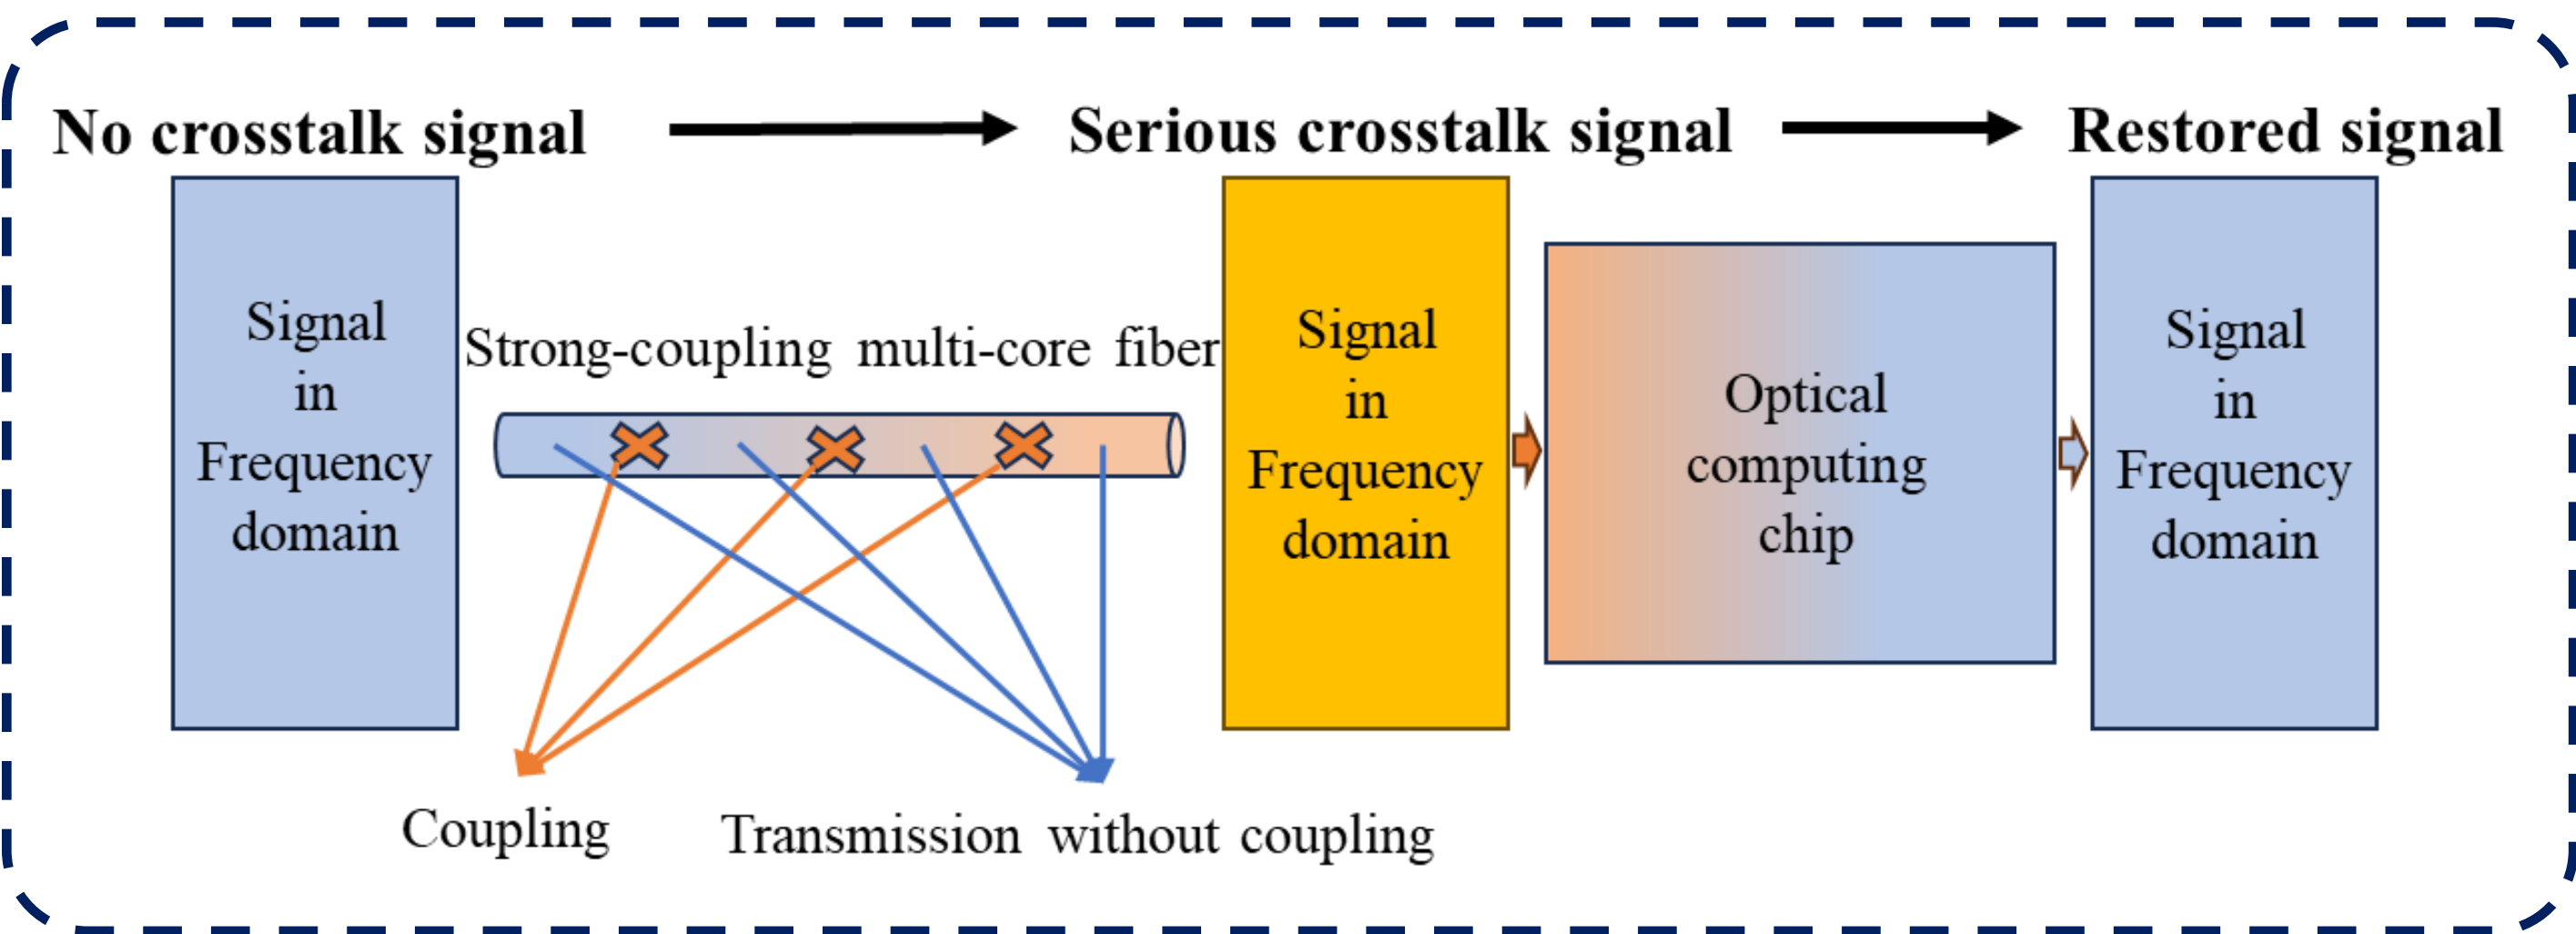 No crosstalk signal
Serious crosstalk signal
Restored signal
Signal
in
Frequency
domain
Strong-coupling multi-core fiber
Coupling
Transmission without coupling
Signal
in
Frequency
domain
Optical
computing
chip
Signal
in
Frequency
domain